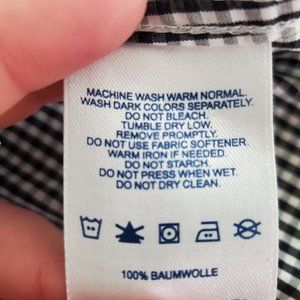 MACHINE WASH WARM NORMAL.
WASH DARK COLORS SEPARATELY.
DO NOT BLEACH.
TUMBLE DRY LOW.
REMOVE PROMPTLY.
DO NOT USE FABRIC SOFTENER.
WARM IRON IF NEEDED.
DO NOT STARCH.
DO NOT PRESS WHEN WET.
DO NOT DRY CLEAN.
100% BAUMWOLLE